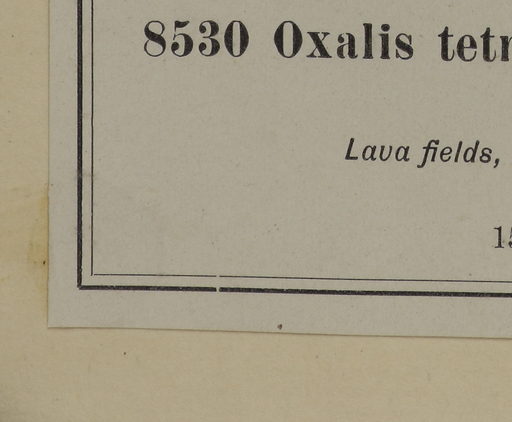 8530 Oxalis tetr
Lava fields,
15